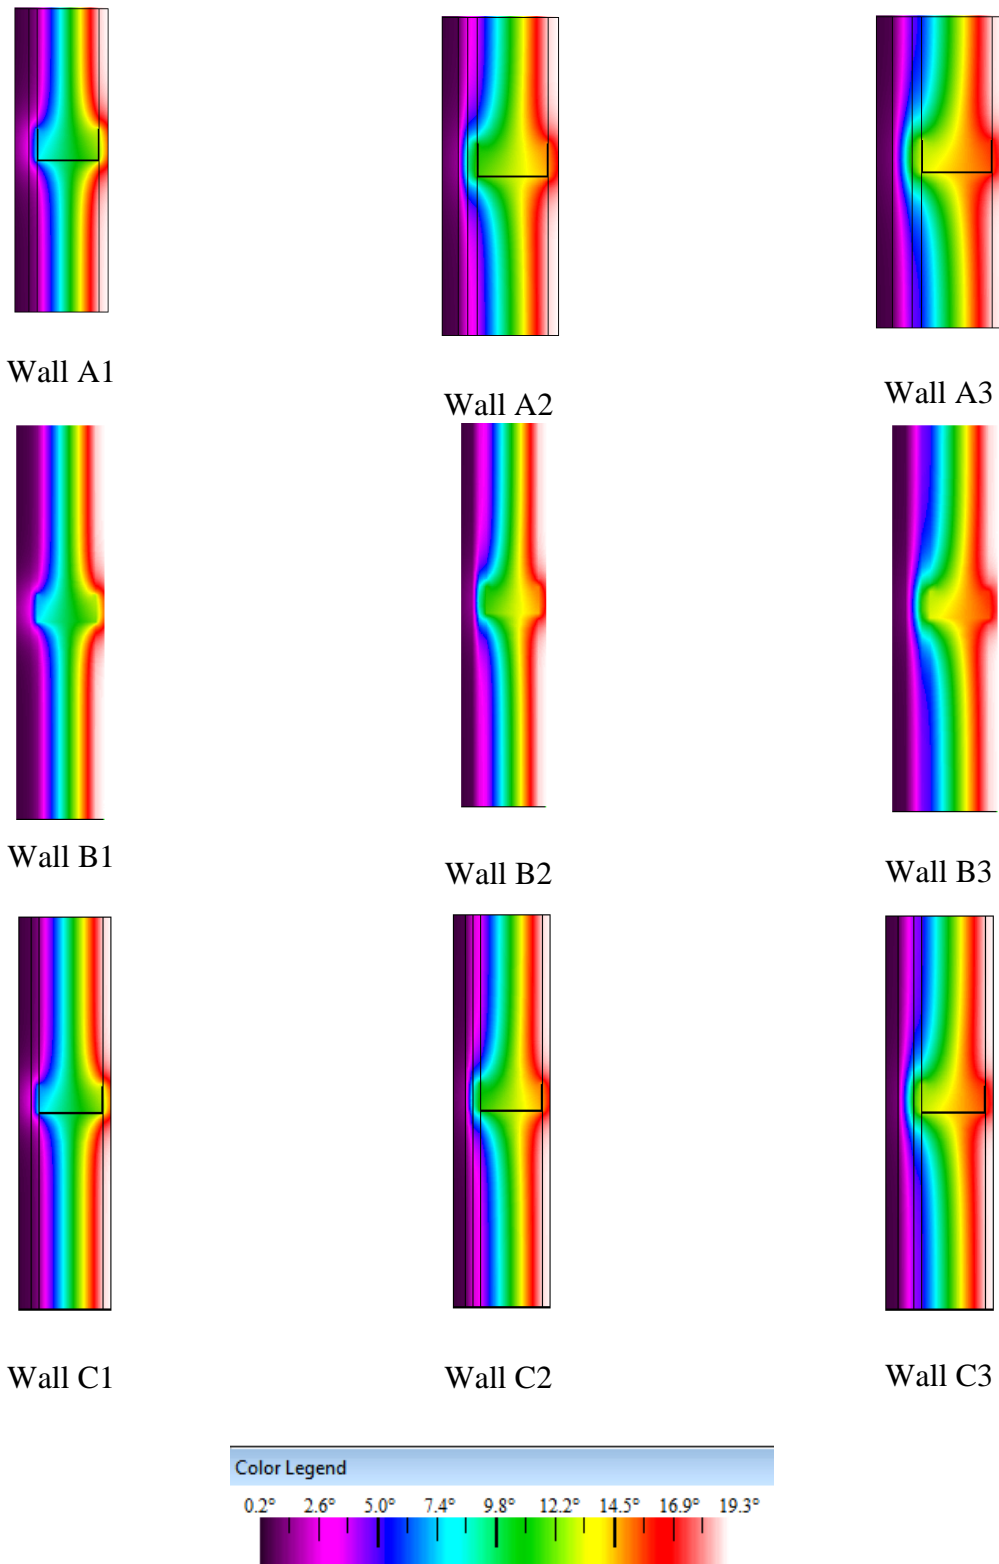 Wall A1
Wall A2
Wall A3
Wall B1
Wall B2
Wall B3
Wall C1
Wall C2
Wall C3
Color Legend
0.2° 2.6° 5.0° 7.4° 9.8° 12.2° 14.5° 16.9° 19.3°